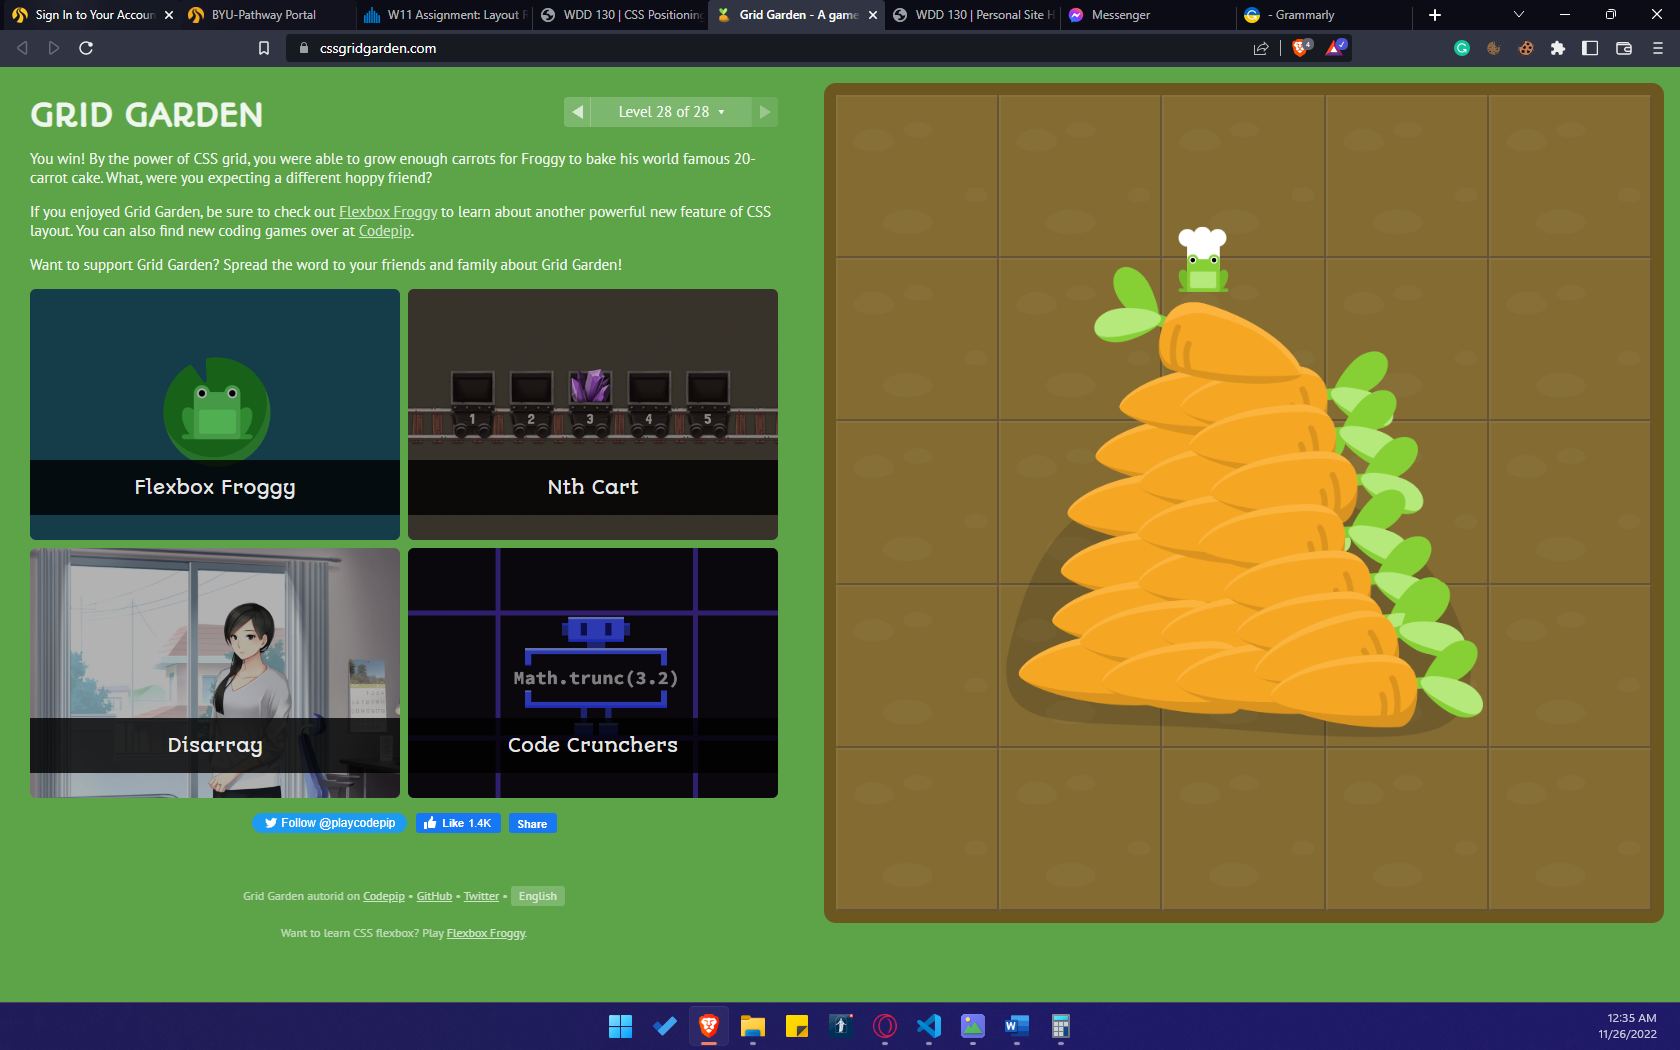 Sign In to Your Accoun
BYU-Pathway Portal
W11 Assignment: Layout
WDD 130 | CSS Positioning
Grid Garden - A game
WDD 130 | Personal Site H
Messenger
- Grammarly
cssgridgarden.com
4
GRID GARDEN
Level 28 of 28
You win! By the power of CSS grid, you were able to grow enough carrots for Froggy to bake his world famous 20-
carrot cake. What, were you expecting a different hoppy friend?
If you enjoyed Grid Garden, be sure to check out Flexbox Froggy to learn about another powerful new feature of CSS
layout. You can also find new coding games over at Codepip.
Want to support Grid Garden? Spread the word to your friends and family about Grid Garden!
1 2 3 4 5
Flexbox Froggy
Nth Cart
Math.trunc(3.2)
Disarray
Code Crunchers
Follow @playcodepip
Like 1.4K
Share
Grid Garden autorid on Codepip • GitHub • Twitter • English
Want to learn CSS flexbox? Play Flexbox Froggy.
W
12:35 AM
11/26/2022